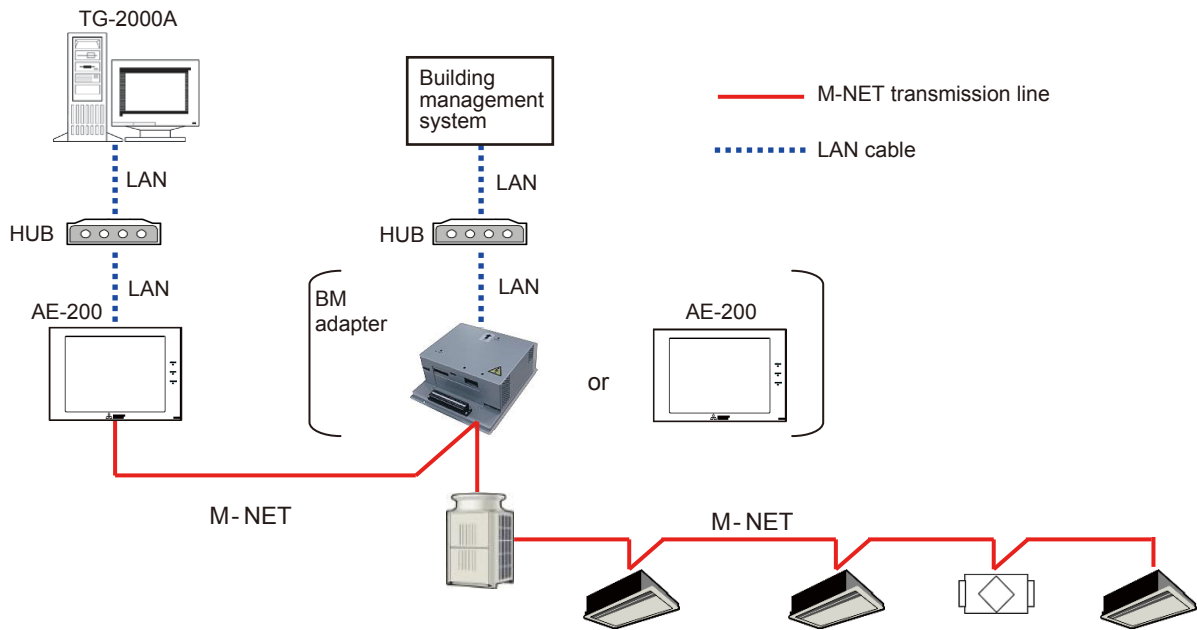 TG-2000A
Building
management
system
M-NET transmission line
LAN cable
LAN
LAN
HUB
HUB
LAN
LAN
AE-200
BM
adapter
AE-200
or
M-NET
M-NET